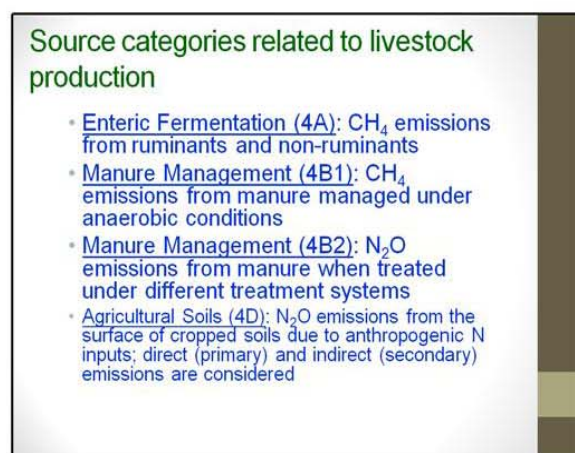 Source categories related to livestock
production
• Enteric Fermentation (4A): CH₄ emissions
from ruminants and non-ruminants
• Manure Management (4B1): CH₄
emissions from manure managed under
anaerobic conditions
• Manure Management (4B2): N₂O
emissions from manure when treated
under different treatment systems
• Agricultural Soils (4D): N₂O emissions from the
surface of cropped soils due to anthropogenic N
inputs; direct (primary) and indirect (secondary)
emissions are considered